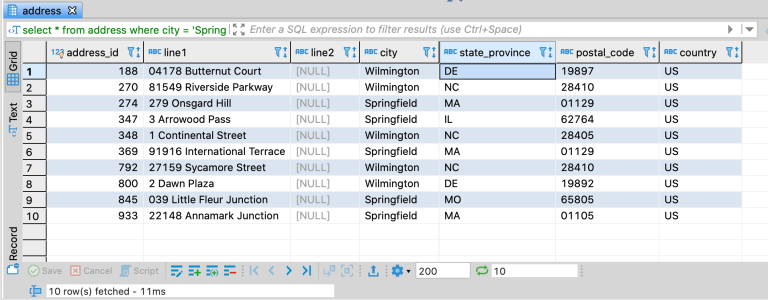 address
select * from address where city = 'Spring
Enter a SQL expression to filter results (use Ctrl+Space)
Grid
Text
Record
123 address_id ABC line1 ABC line2 ABC city ABC state_province ABC postal_code ABC country
1 188 04178 Butternut Court [NULL] Wilmington DE 19897 US
2 270 81549 Riverside Parkway [NULL] Wilmington NC 28410 US
3 274 279 Onsgard Hill [NULL] Springfield MA 01129 US
4 347 3 Arrowood Pass [NULL] Springfield IL 62764 US
5 348 1 Continental Street [NULL] Wilmington NC 28405 US
6 369 91916 International Terrace [NULL] Springfield MA 01129 US
7 792 27159 Sycamore Street [NULL] Wilmington NC 28410 US
8 800 2 Dawn Plaza [NULL] Wilmington DE 19892 US
9 845 039 Little Fleur Junction [NULL] Springfield MO 65805 US
10 933 22148 Annamark Junction [NULL] Springfield MA 01105 US
Save Cancel Script 200 10
10 row(s) fetched - 11ms